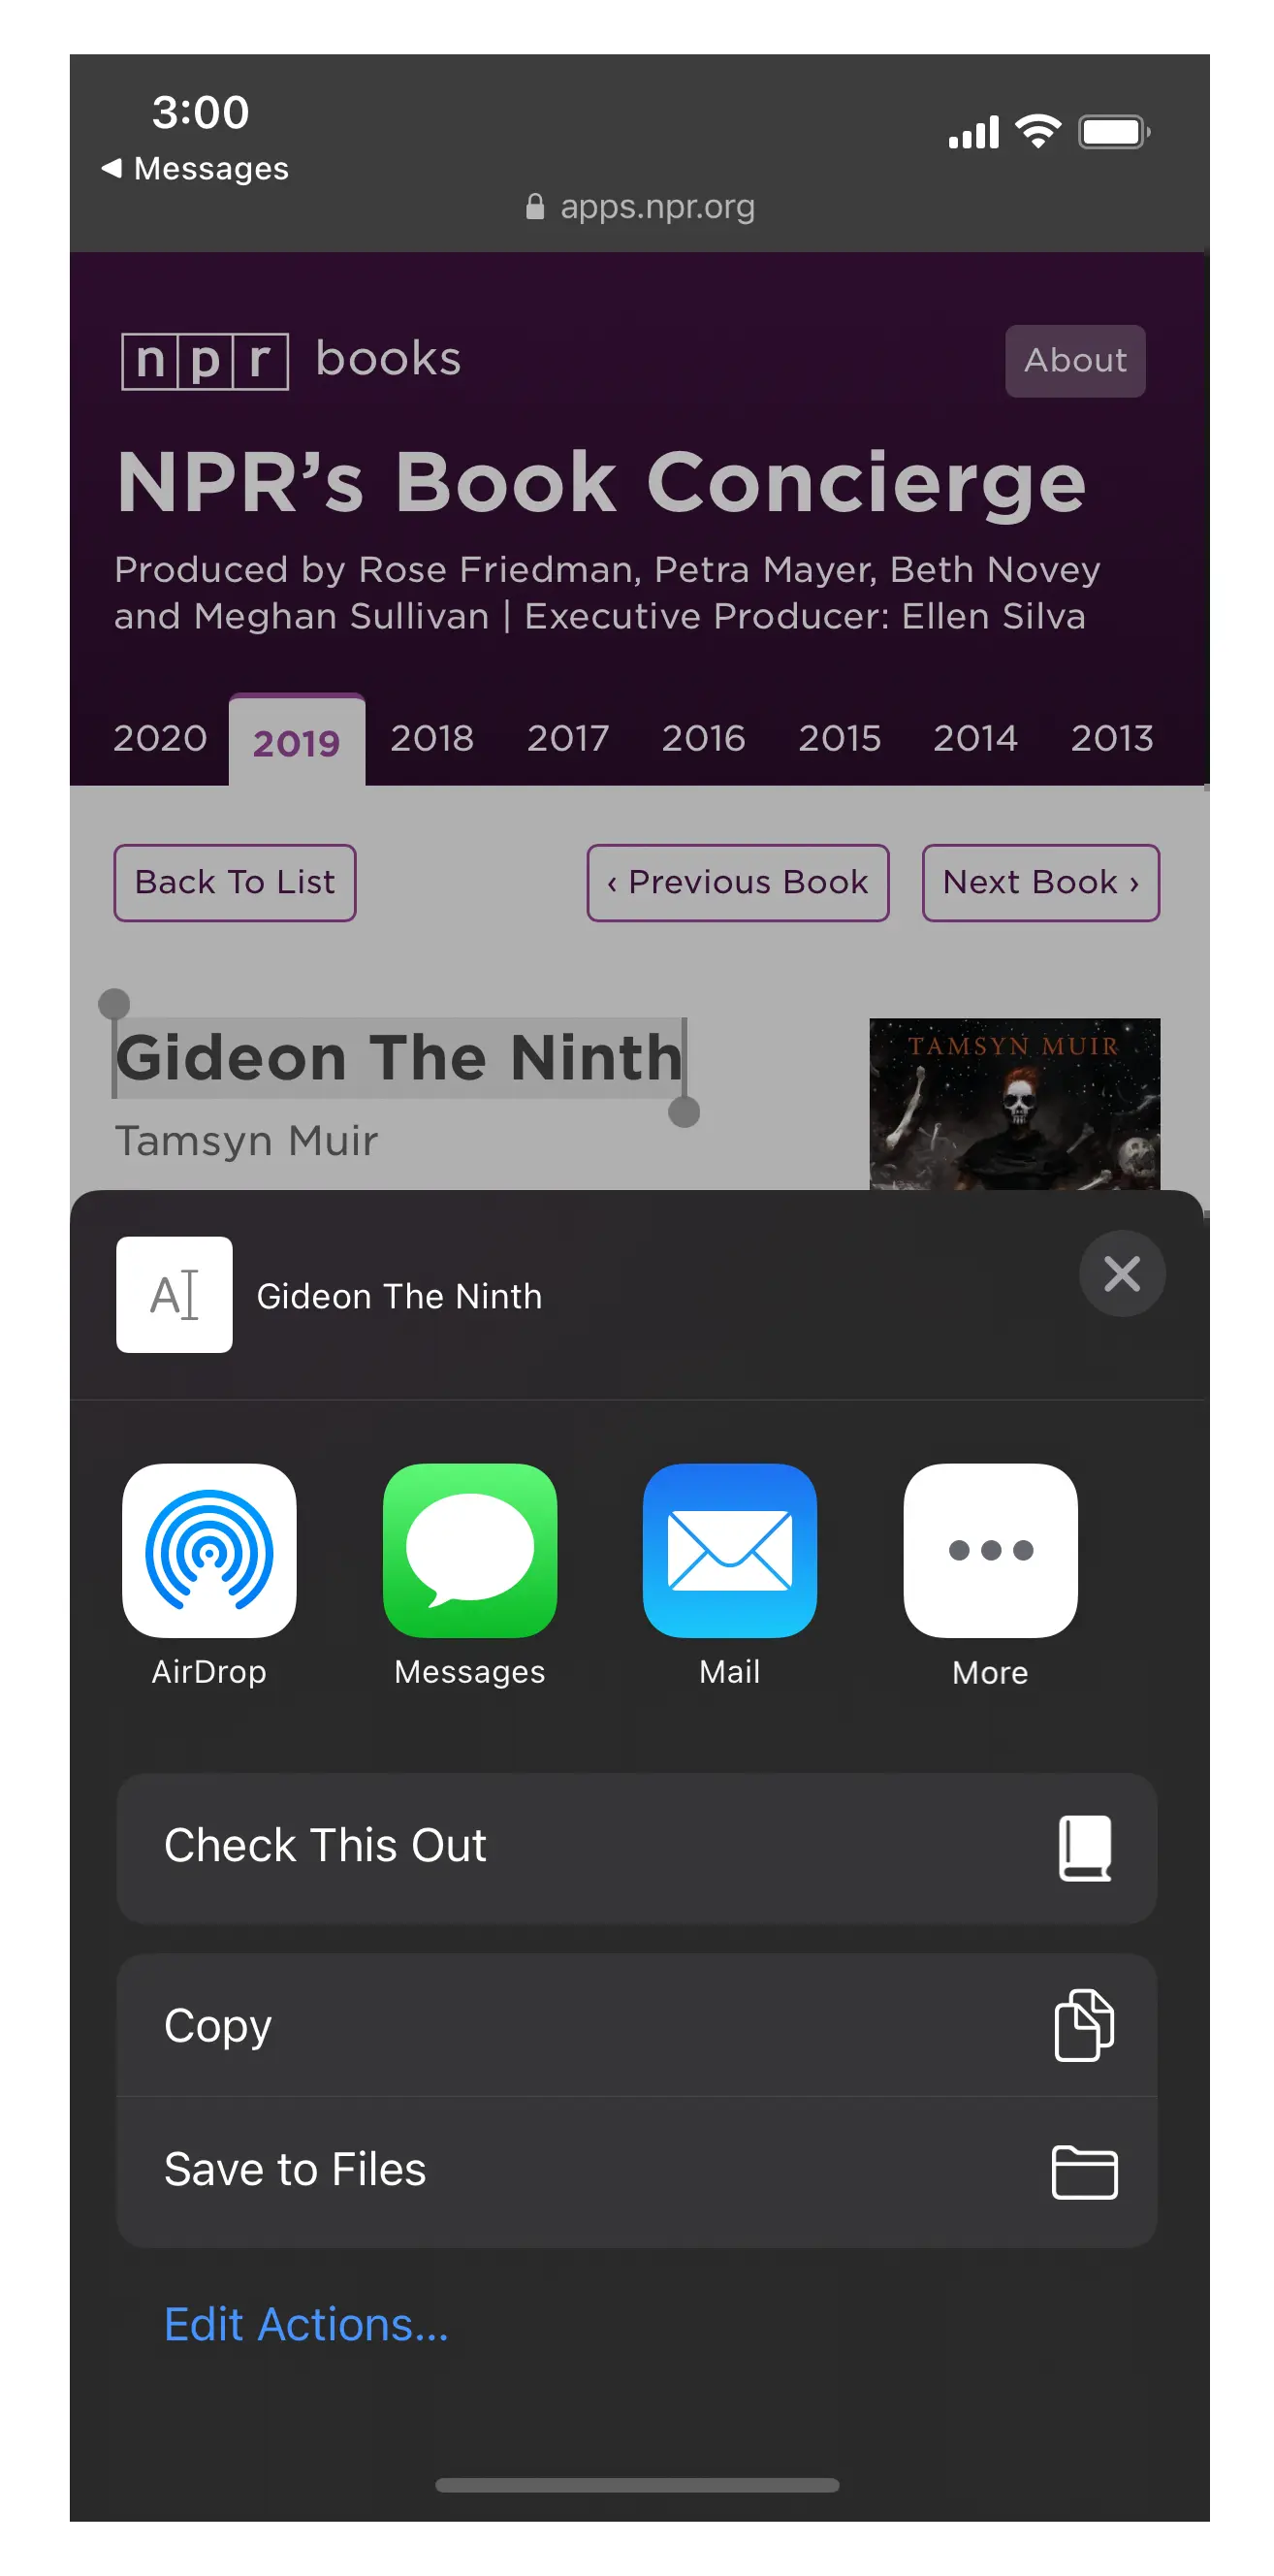 3:00
◀ Messages
apps.npr.org
npr books
About
NPR’s Book Concierge
Produced by Rose Friedman, Petra Mayer, Beth Novey
and Meghan Sullivan | Executive Producer: Ellen Silva
2020 2019 2018 2017 2016 2015 2014 2013
Back To List
‹ Previous Book
Next Book ›
Gideon The Ninth
Tamsyn Muir
TAMSYN MUIR
A
Gideon The Ninth
AirDrop
Messages
Mail
More
Check This Out
Copy
Save to Files
Edit Actions...